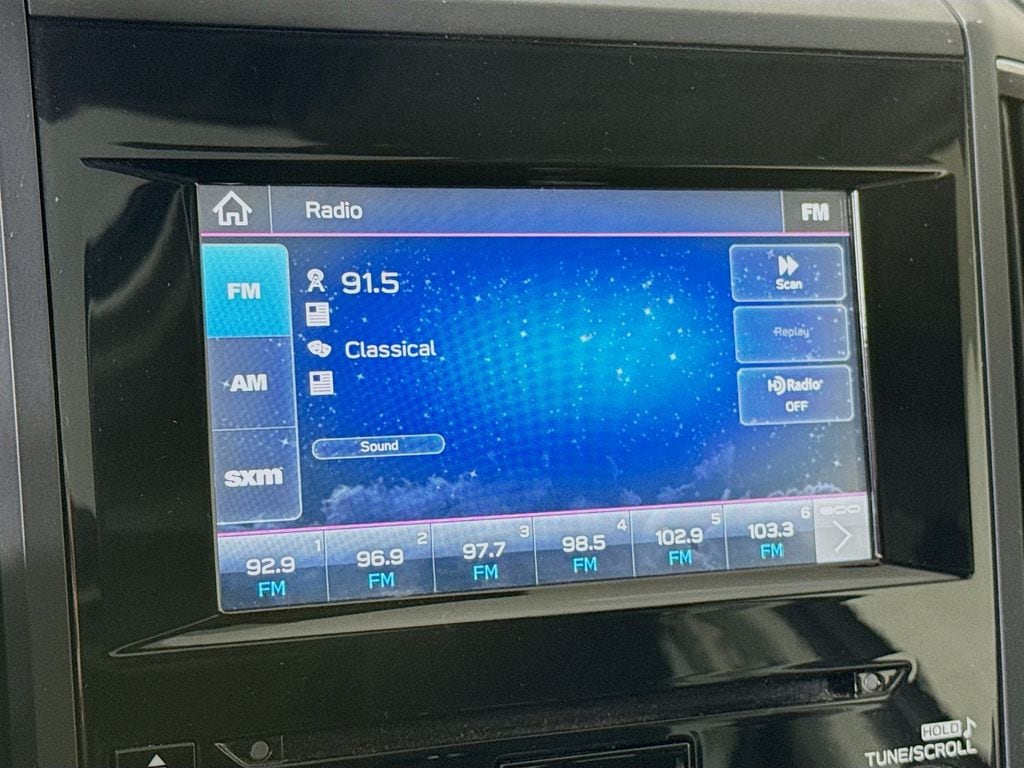 Radio
FM
FM
91.5
Scan
Replay
Classical
AM
HD Radio
OFF
Sound
sxm
1
2
3
4
5
6
92.9
96.9
97.7
98.5
102.9
103.3
FM
FM
FM
FM
FM
FM
HOLD
TUNE/SCROLL